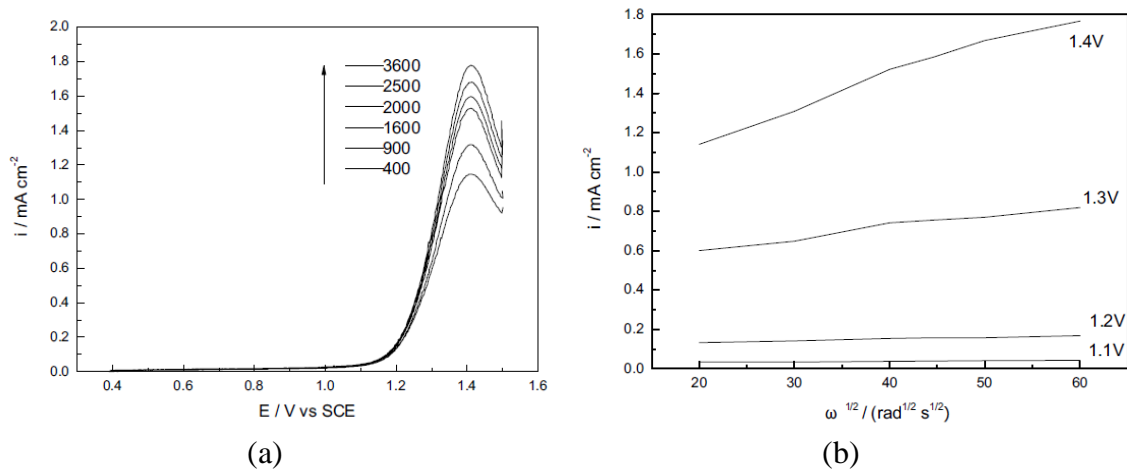 2.0
1.8
1.6
1.4
1.2
1.0
0.8
0.6
0.4
0.2
0.0
i / mA cm-2
3600
2500
2000
1600
900
400
0.4 0.6 0.8 1.0 1.2 1.4 1.6
E / V vs SCE
(a)
1.8
1.6
1.4
1.2
1.0
0.8
0.6
0.4
0.2
0.0
i / mA cm-2
1.4V
1.3V
1.2V
1.1V
20 30 40 50 60
ω 1/2 / (rad1/2 s1/2)
(b)